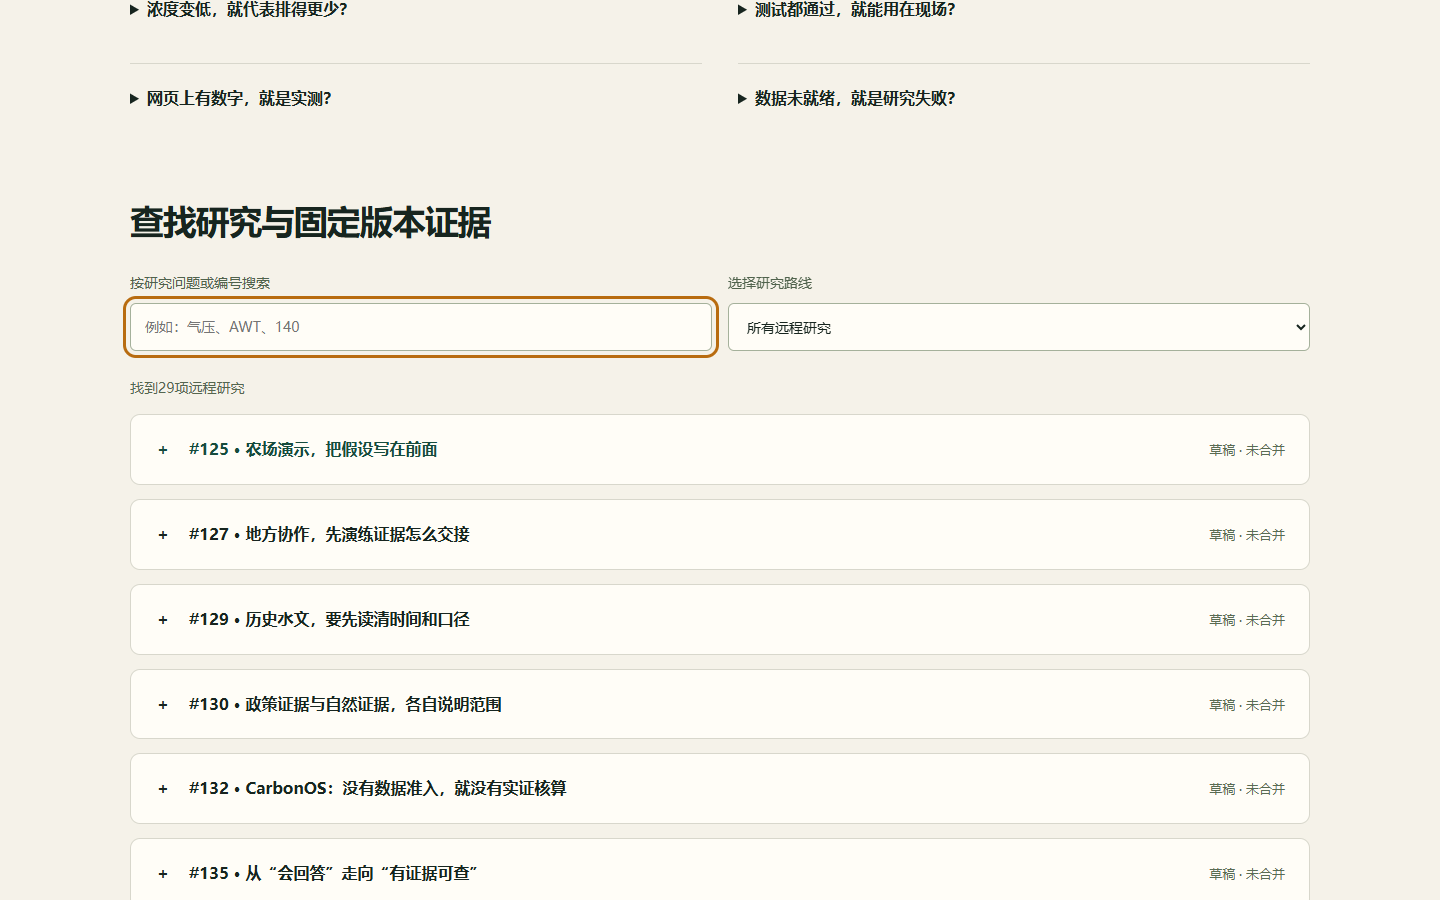 ▶ 浓度变低，就代表排得更少？
▶ 测试都通过，就能用在现场？
▶ 网页上有数字，就是实测？
▶ 数据未就绪，就是研究失败？
查找研究与固定版本证据
按研究问题或编号搜索
选择研究路线
例如：气压、AWT、140
所有远程研究
找到29项远程研究
+ #125 • 农场演示，把假设写在前面
草稿 · 未合并
+ #127 • 地方协作，先演练证据怎么交接
草稿 · 未合并
+ #129 • 历史水文，要先读清时间和口径
草稿 · 未合并
+ #130 • 政策证据与自然证据，各自说明范围
草稿 · 未合并
+ #132 • CarbonOS：没有数据准入，就没有实证核算
草稿 · 未合并
+ #135 • 从“会回答”走向“有证据可查”
草稿 · 未合并